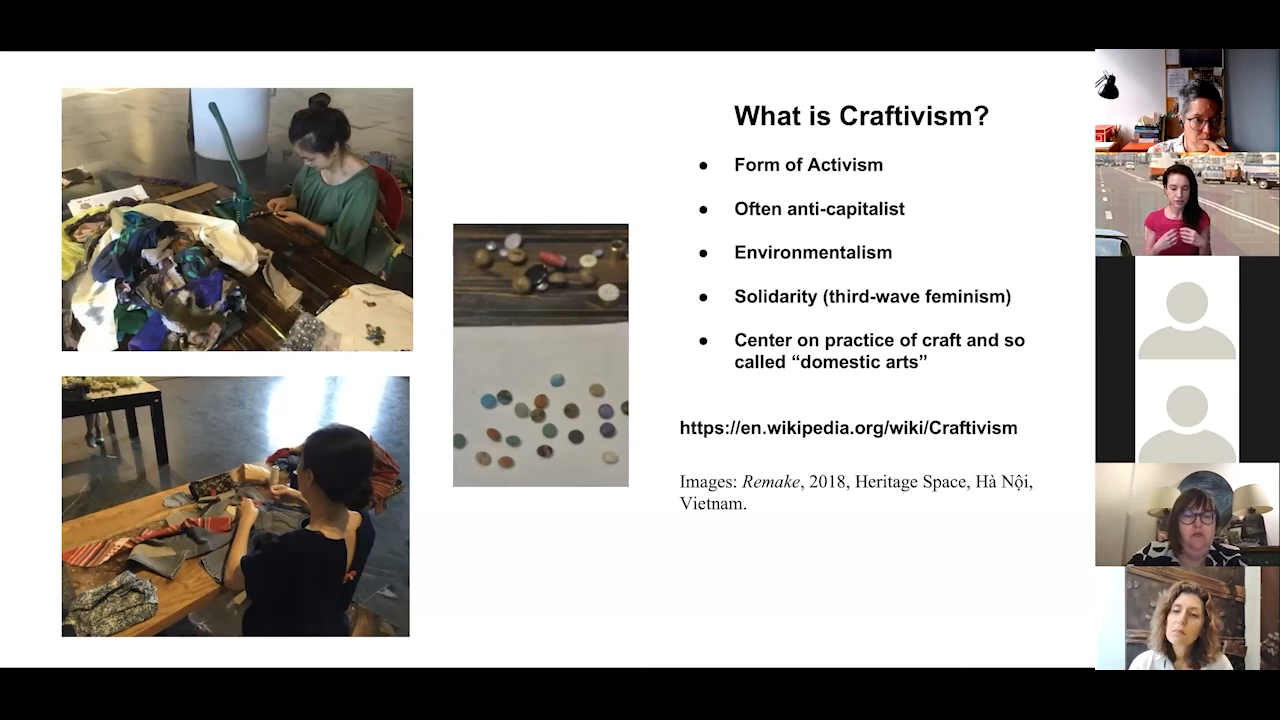 What is Craftivism?
● Form of Activism
● Often anti-capitalist
● Environmentalism
● Solidarity (third-wave feminism)
● Center on practice of craft and so
called “domestic arts”
https://en.wikipedia.org/wiki/Craftivism
Images: Remake, 2018, Heritage Space, Hà Nội,
Vietnam.